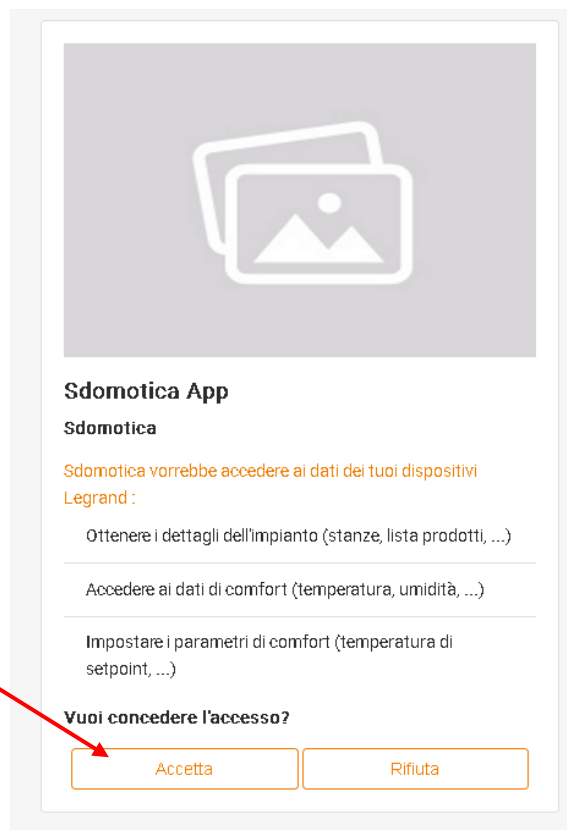 Sdomotica App
Sdomotica
Sdomotica vorrebbe accedere ai dati dei tuoi dispositivi
Legrand :
Ottenere i dettagli dell'impianto (stanze, lista prodotti, ...)
Accedere ai dati di comfort (temperatura, umidità, ...)
Impostare i parametri di comfort (temperatura di
setpoint, ...)
Vuoi concedere l'accesso?
Accetta
Rifiuta